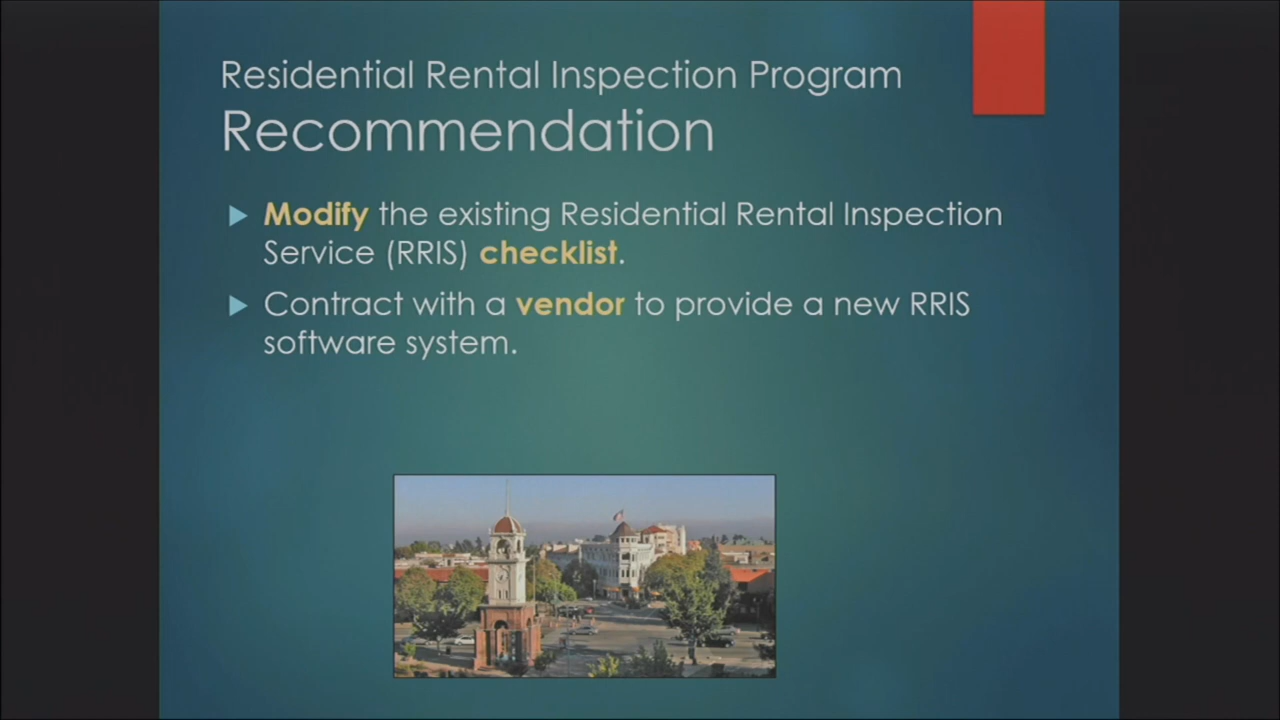 Residential Rental Inspection Program
Recommendation
Modify the existing Residential Rental Inspection
Service (RRIS) checklist.
Contract with a vendor to provide a new RRIS
software system.